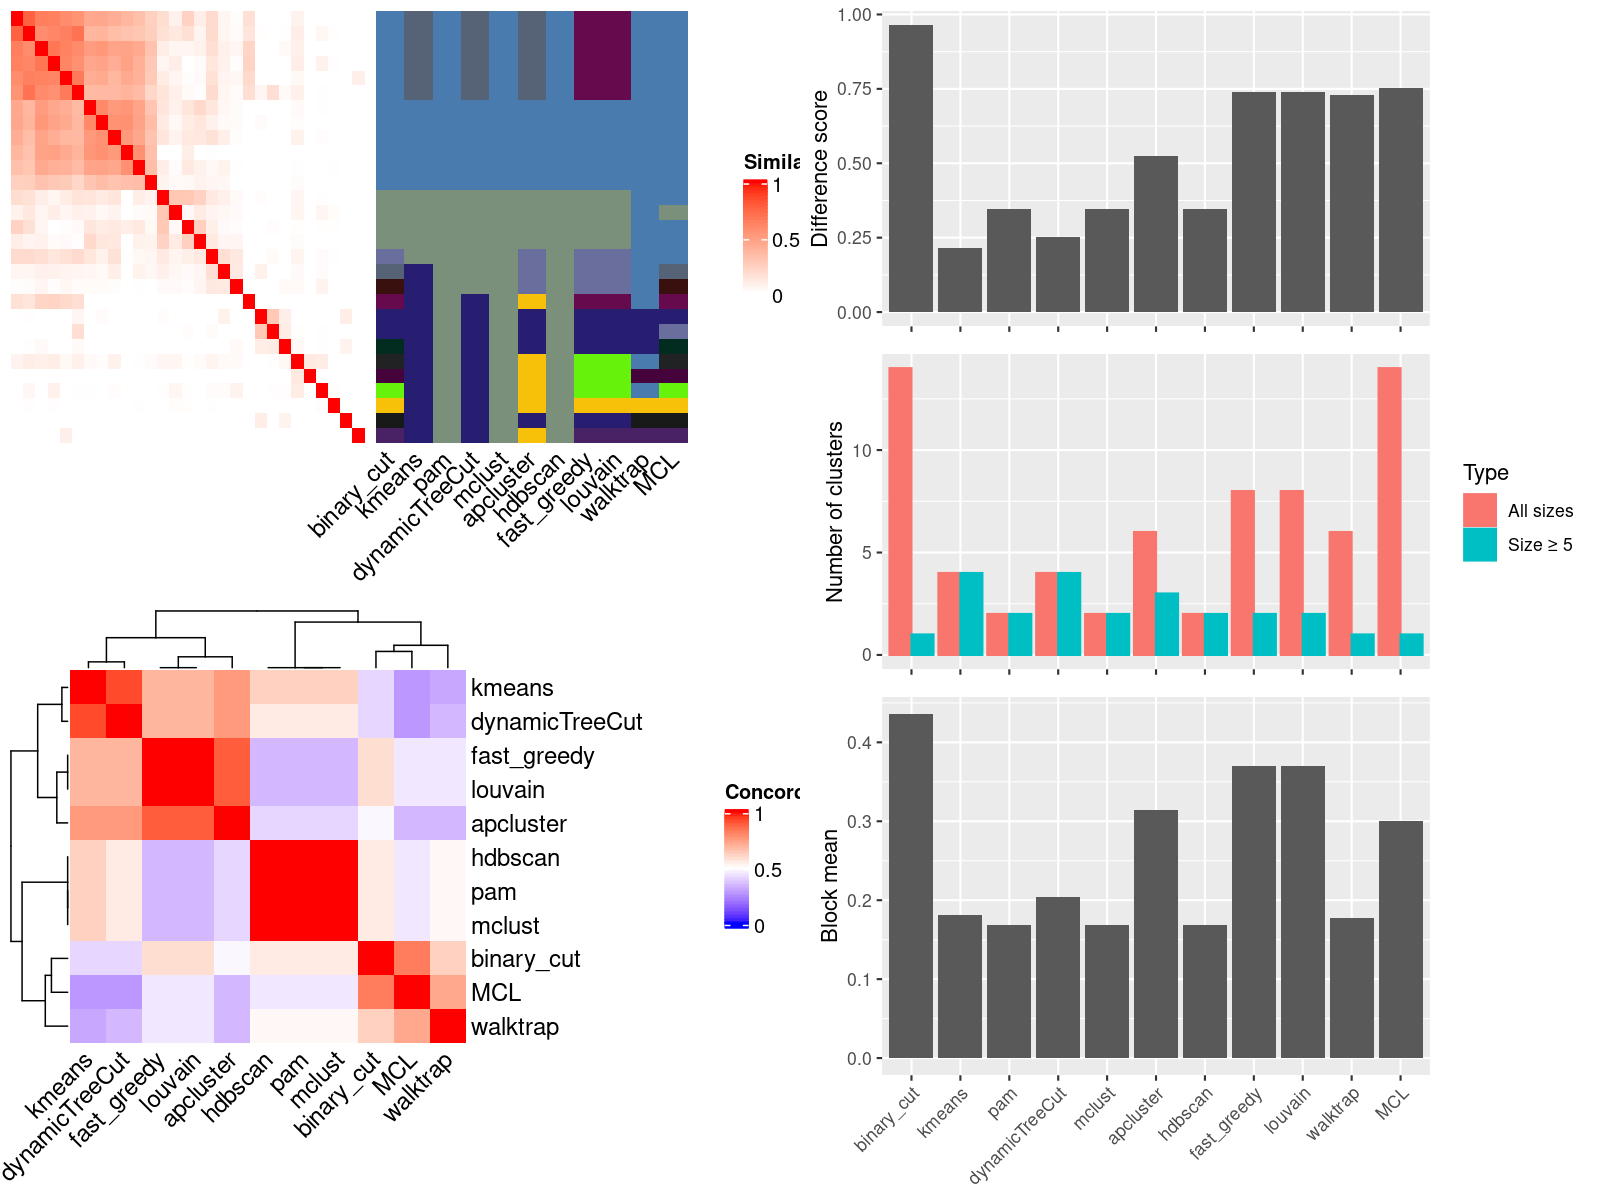 Simila
1
0.5
0
binary_cut
kmeans
pam
dynamicTreeCut
mclust
apcluster
hdbscan
fast_greedy
louvain
walktrap
MCL
kmeans
dynamicTreeCut
fast_greedy
louvain
apcluster
hdbscan
pam
mclust
binary_cut
MCL
walktrap
kmeans
dynamicTreeCut
fast_greedy
louvain
apcluster
hdbscan
pam
mclust
binary_cut
MCL
walktrap
Concord
1
0.5
0
Difference score
1.00
0.75
0.50
0.25
0.00
Number of clusters
10
5
0
Type
All sizes
Size ≥ 5
Block mean
0.4
0.3
0.2
0.1
0.0
binary_cut
kmeans
pam
dynamicTreeCut
mclust
apcluster
hdbscan
fast_greedy
louvain
walktrap
MCL